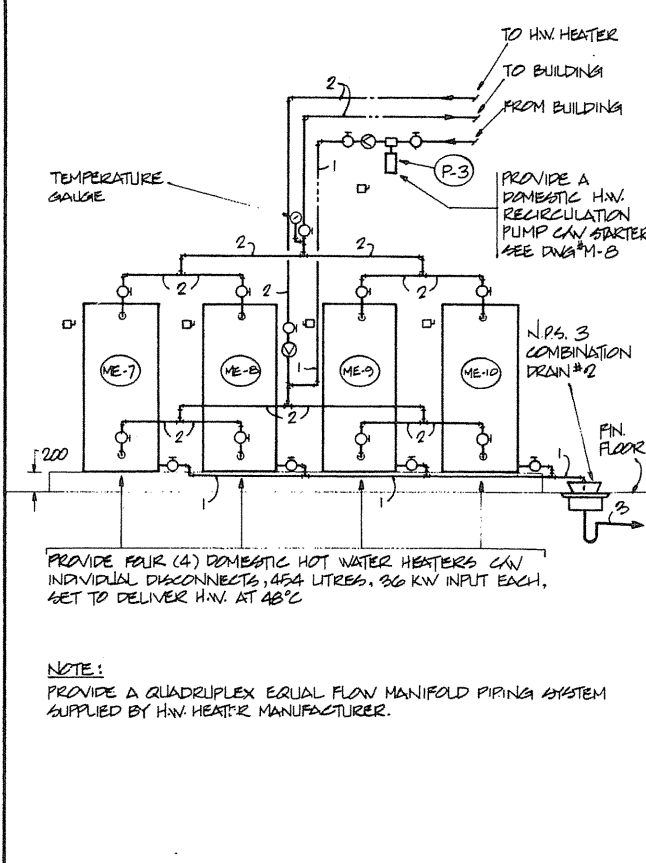 TO H.W. HEATER
TO BUILDING
FROM BUILDING
2
1
P-3
TEMPERATURE
GAUGE
PROVIDE A
DOMESTIC H.W.
RECIRCULATION
PUMP C/W STARTER
SEE DWG #M-8
2
2
2
2
2
ME-7
ME-8
ME-9
ME-10
1
N.P.S. 3
COMBINATION
DRAIN #2
2
2
2
FIN.
FLOOR
200
1
1
1
3
PROVIDE FOUR (4) DOMESTIC HOT WATER HEATERS C/W
INDIVIDUAL DISCONNECTS, 454 LITRES, 36 KW INPUT EACH,
SET TO DELIVER H.W. AT 48°C
NOTE:
PROVIDE A QUADRUPLEX EQUAL FLOW MANIFOLD PIPING SYSTEM
SUPPLIED BY H.W. HEATER MANUFACTURER.